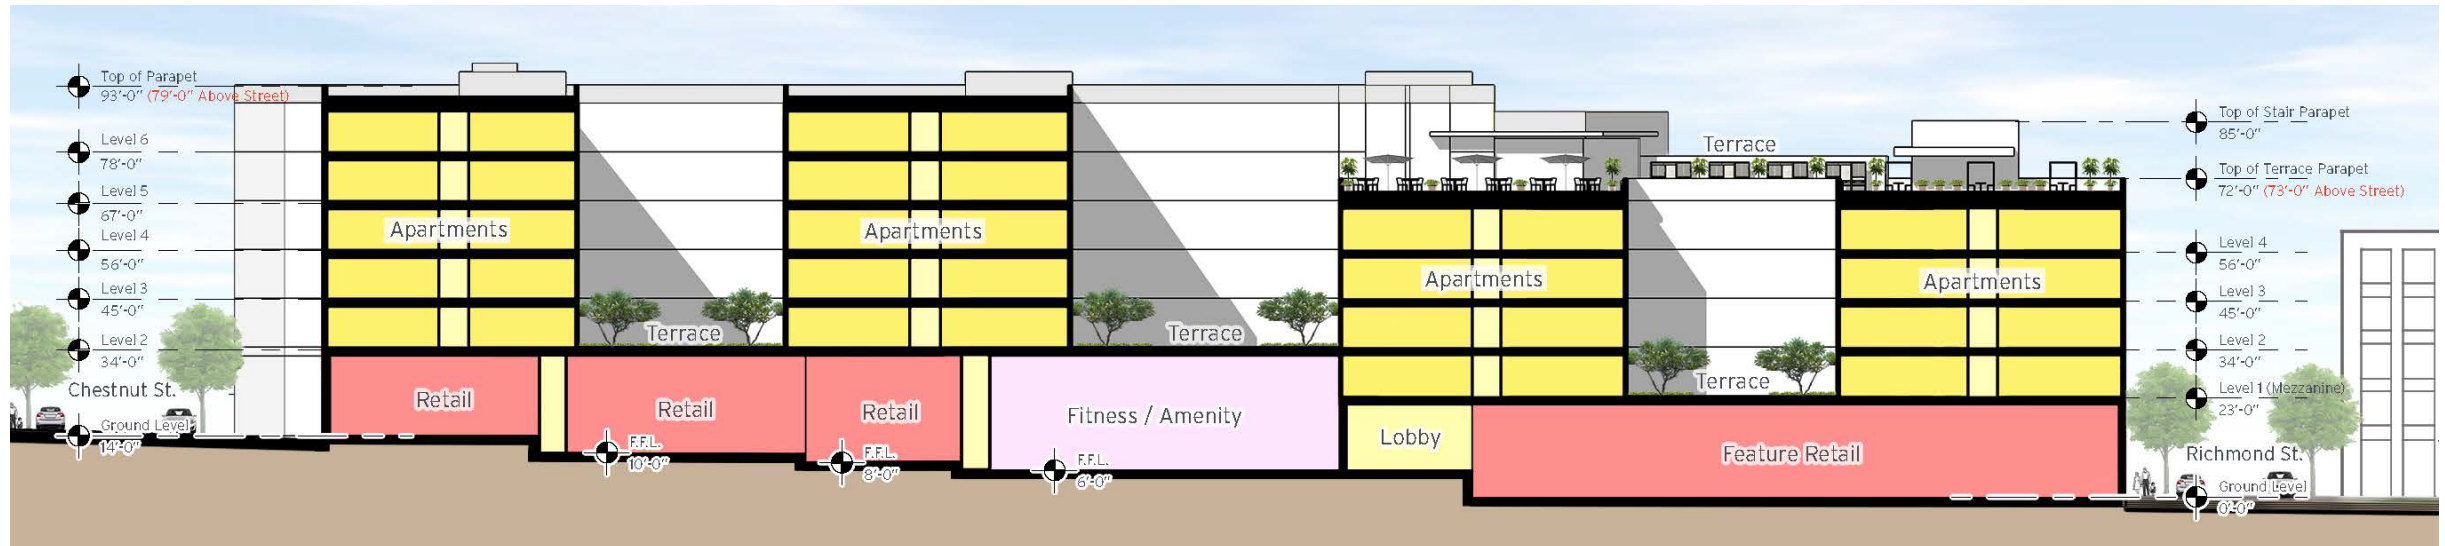 Top of Parapet
93'-0" (79'-0" Above Street)
Level 6
78'-0"
Level 5
67'-0"
Level 4
56'-0"
Level 3
45'-0"
Level 2
34'-0"
Chestnut St.
Ground Level
14'-0"
Apartments
Apartments
Apartments
Apartments
Terrace
Terrace
Terrace
Terrace
Retail
Retail
Retail
Fitness / Amenity
Lobby
Feature Retail
F.F.L.
10'-0"
F.F.L.
8'-0"
F.F.L.
6'-0"
Top of Stair Parapet
85'-0"
Top of Terrace Parapet
72'-0" (73'-0" Above Street)
Level 4
56'-0"
Level 3
45'-0"
Level 2
34'-0"
Level 1 (Mezzanine)
23'-0"
Richmond St.
Ground Level
0'-0"